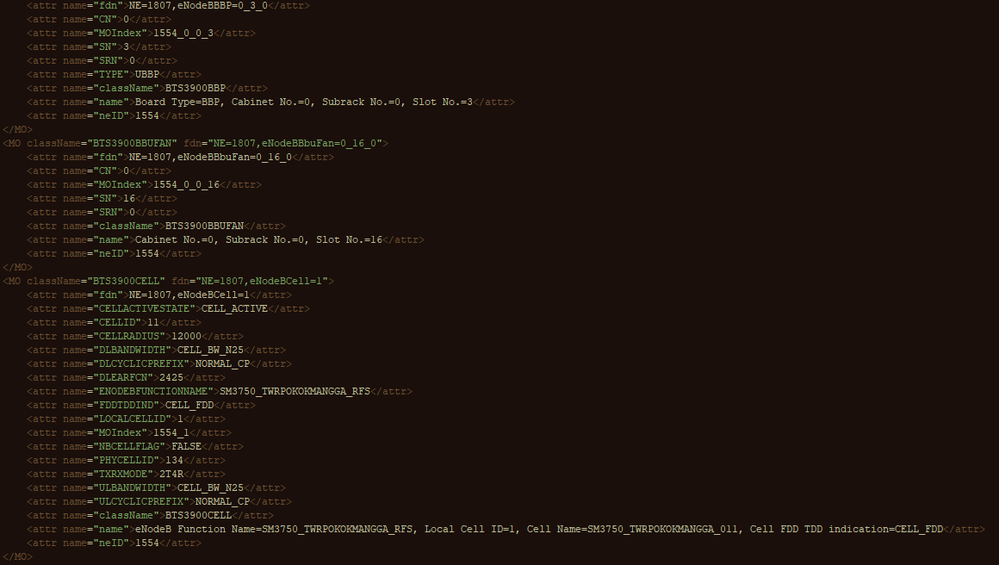 <attr name="fdn">NE=1807,eNodeBBBP=0_3_0</attr>
<attr name="CN">0</attr>
<attr name="MOIndex">1554_0_0_3</attr>
<attr name="SN">3</attr>
<attr name="SRN">0</attr>
<attr name="TYPE">UBBP</attr>
<attr name="className">BTS3900BBP</attr>
<attr name="name">Board Type=BBP, Cabinet No.=0, Subrack No.=0, Slot No.=3</attr>
<attr name="neID">1554</attr>
</MO>
<MO className="BTS3900BBUFAN" fdn="NE=1807,eNodeBBbuFan=0_16_0">
<attr name="fdn">NE=1807,eNodeBBbuFan=0_16_0</attr>
<attr name="CN">0</attr>
<attr name="MOIndex">1554_0_0_16</attr>
<attr name="SN">16</attr>
<attr name="SRN">0</attr>
<attr name="className">BTS3900BBUFAN</attr>
<attr name="name">Cabinet No.=0, Subrack No.=0, Slot No.=16</attr>
<attr name="neID">1554</attr>
</MO>
<MO className="BTS3900CELL" fdn="NE=1807,eNodeBCell=1">
<attr name="fdn">NE=1807,eNodeBCell=1</attr>
<attr name="CELLACTIVESTATE">CELL_ACTIVE</attr>
<attr name="CELLID">11</attr>
<attr name="CELLRADIUS">12000</attr>
<attr name="DLBANDWIDTH">CELL_BW_N25</attr>
<attr name="DLCYCLICPREFIX">NORMAL_CP</attr>
<attr name="DLEARFCN">2425</attr>
<attr name="ENODEBFUNCTIONNAME">SM3750_TWRPOKOKMANGGA_RFS</attr>
<attr name="FDDTDDIND">CELL_FDD</attr>
<attr name="LOCALCELLID">1</attr>
<attr name="MOIndex">1554_1</attr>
<attr name="NBCELLFLAG">FALSE</attr>
<attr name="PHYCELLID">134</attr>
<attr name="TXRXMODE">2T4R</attr>
<attr name="ULBANDWIDTH">CELL_BW_N25</attr>
<attr name="ULCYCLICPREFIX">NORMAL_CP</attr>
<attr name="className">BTS3900CELL</attr>
<attr name="name">eNodeB Function Name=SM3750_TWRPOKOKMANGGA_RFS, Local Cell ID=1, Cell Name=SM3750_TWRPOKOKMANGGA_011, Cell FDD TDD indication=CELL_FDD</attr>
<attr name="neID">1554</attr>
</MO>